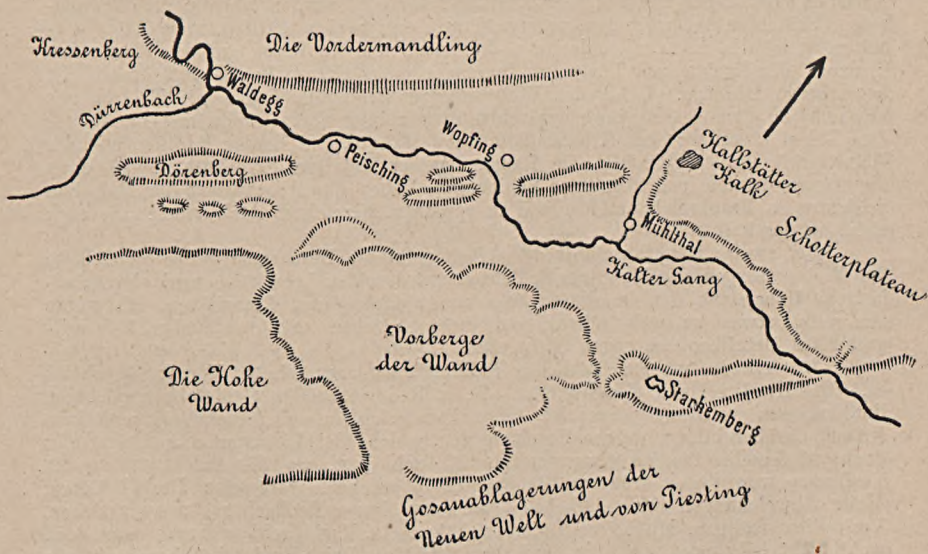 Kressenberg
Die Vordermandling
Dürrenbach
Waldegg
Wopfing
Peisching
Dörenberg
Hallstätter
Kalk
Mühlthal
Schotterplateau
Kalter Gang
Vorberge
der Wand
Die Hohe
Wand
Starhemberg
Gosauablagerungen der
Neuen Welt und von Piesting